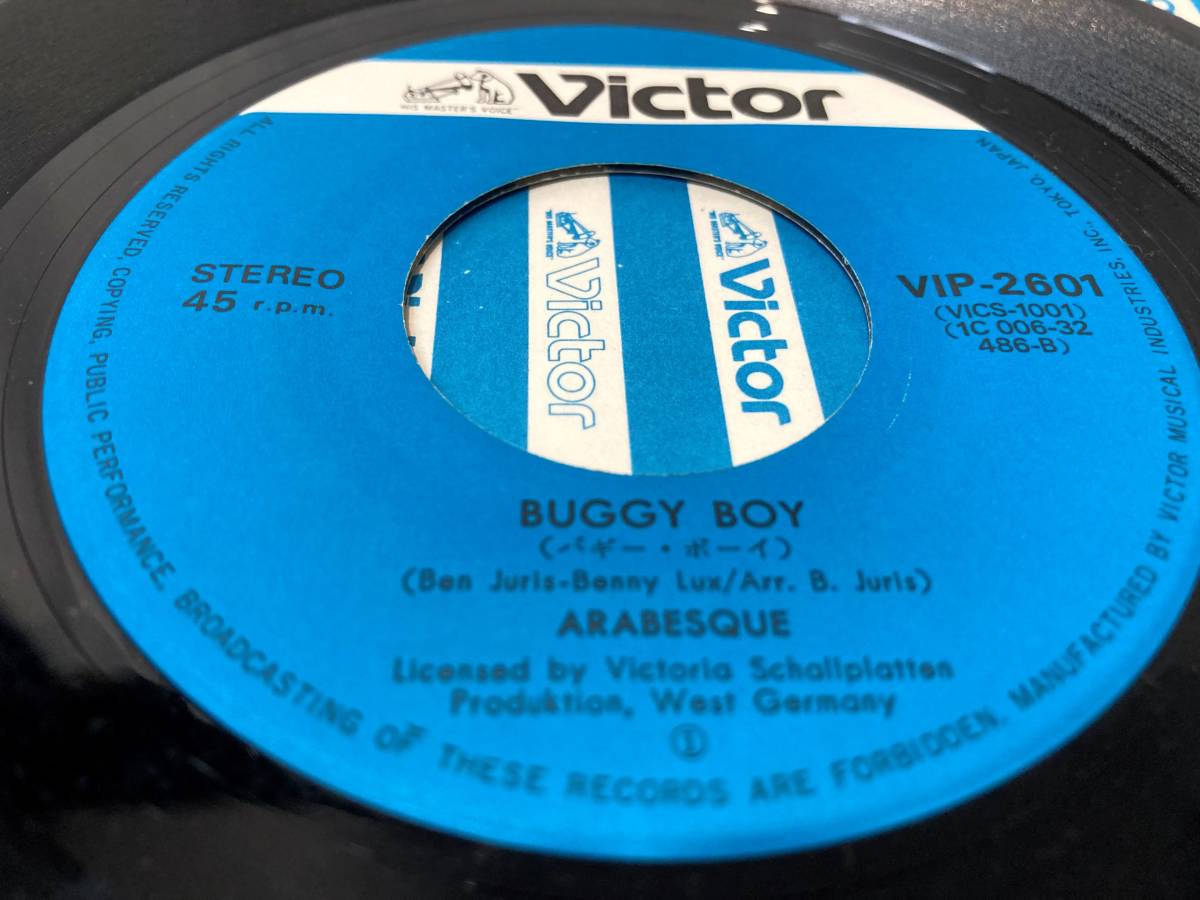 HIS MASTER'S VOICE
Victor
STEREO
45 r.p.m.
VIP-2601
(VICS-1001)
(1C 006-32
486-B)
Victor
Victor
BUGGY BOY
(バギー・ボーイ)
(Ben Juris-Benny Lux/Arr. B. Juris)
ARABESQUE
Licensed by Victoria Schallplatten
Produktion, West Germany
①
ALL RIGHTS RESERVED. COPYING, PUBLIC PERFORMANCE, BROADCASTING OF THESE RECORDS ARE FORBIDDEN. MANUFACTURED BY VICTOR MUSICAL INDUSTRIES, INC., TOKYO, JAPAN